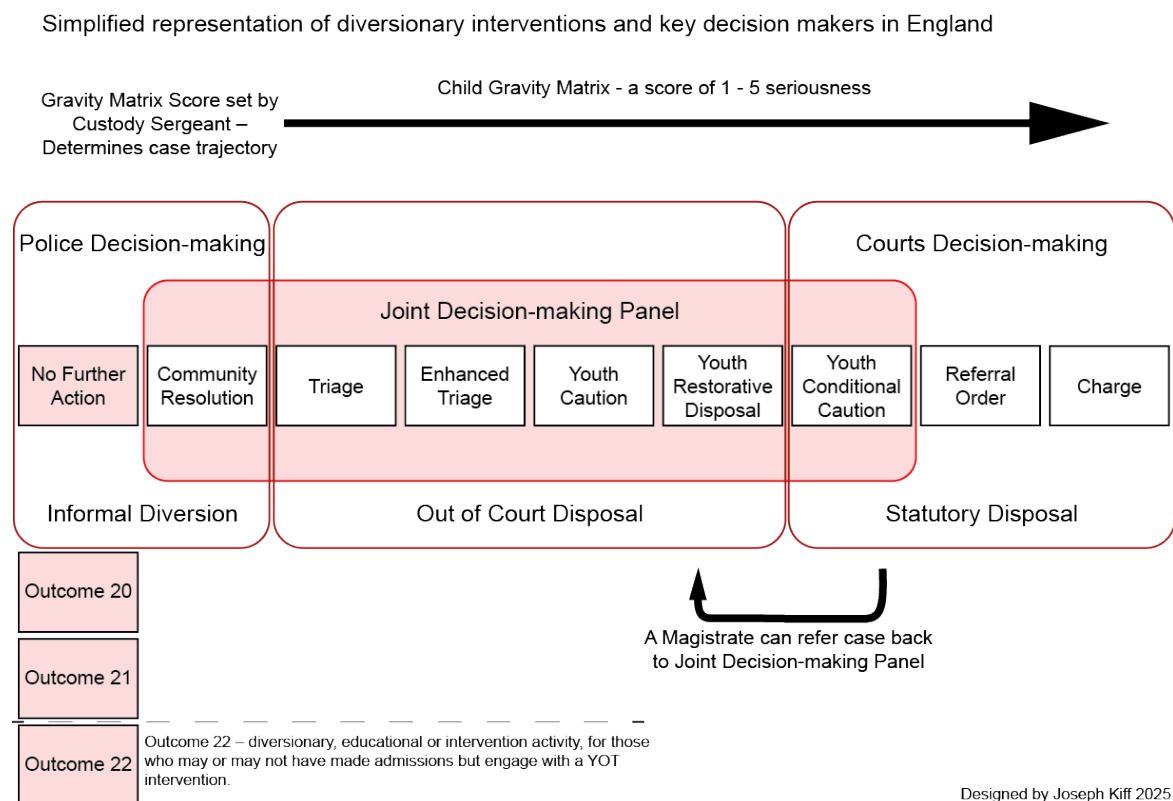 Simplified representation of diversionary interventions and key decision makers in England
Gravity Matrix Score set by
Custody Sergeant –
Determines case trajectory
Child Gravity Matrix - a score of 1 - 5 seriousness
Police Decision-making
Courts Decision-making
Joint Decision-making Panel
No Further
Action
Community
Resolution
Triage
Enhanced
Triage
Youth
Caution
Youth
Restorative
Disposal
Youth
Conditional
Caution
Referral
Order
Charge
Informal Diversion
Out of Court Disposal
Statutory Disposal
Outcome 20
Outcome 21
A Magistrate can refer case back
to Joint Decision-making Panel
Outcome 22
Outcome 22 – diversionary, educational or intervention activity, for those
who may or may not have made admissions but engage with a YOT
intervention.
Designed by Joseph Kiff 2025